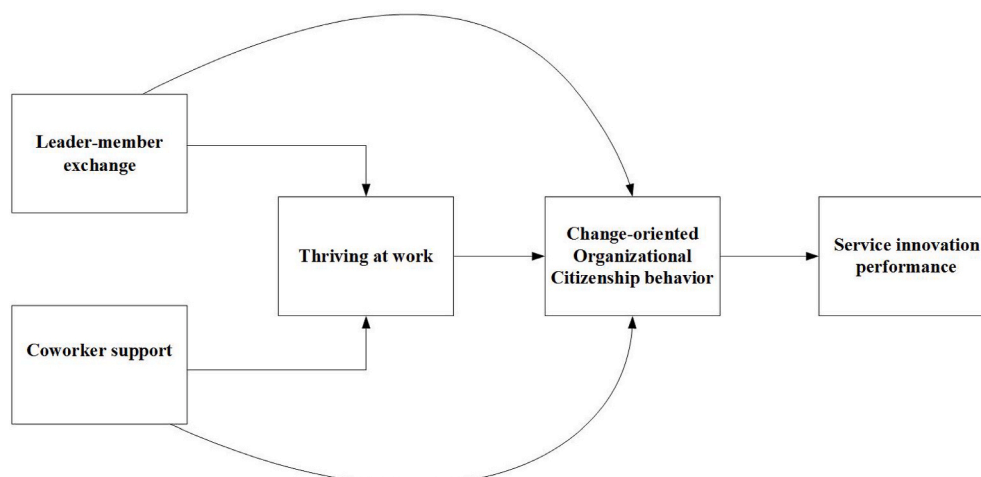 Leader-member
exchange
Thriving at work
Change-oriented
Organizational
Citizenship behavior
Service innovation
performance
Coworker support